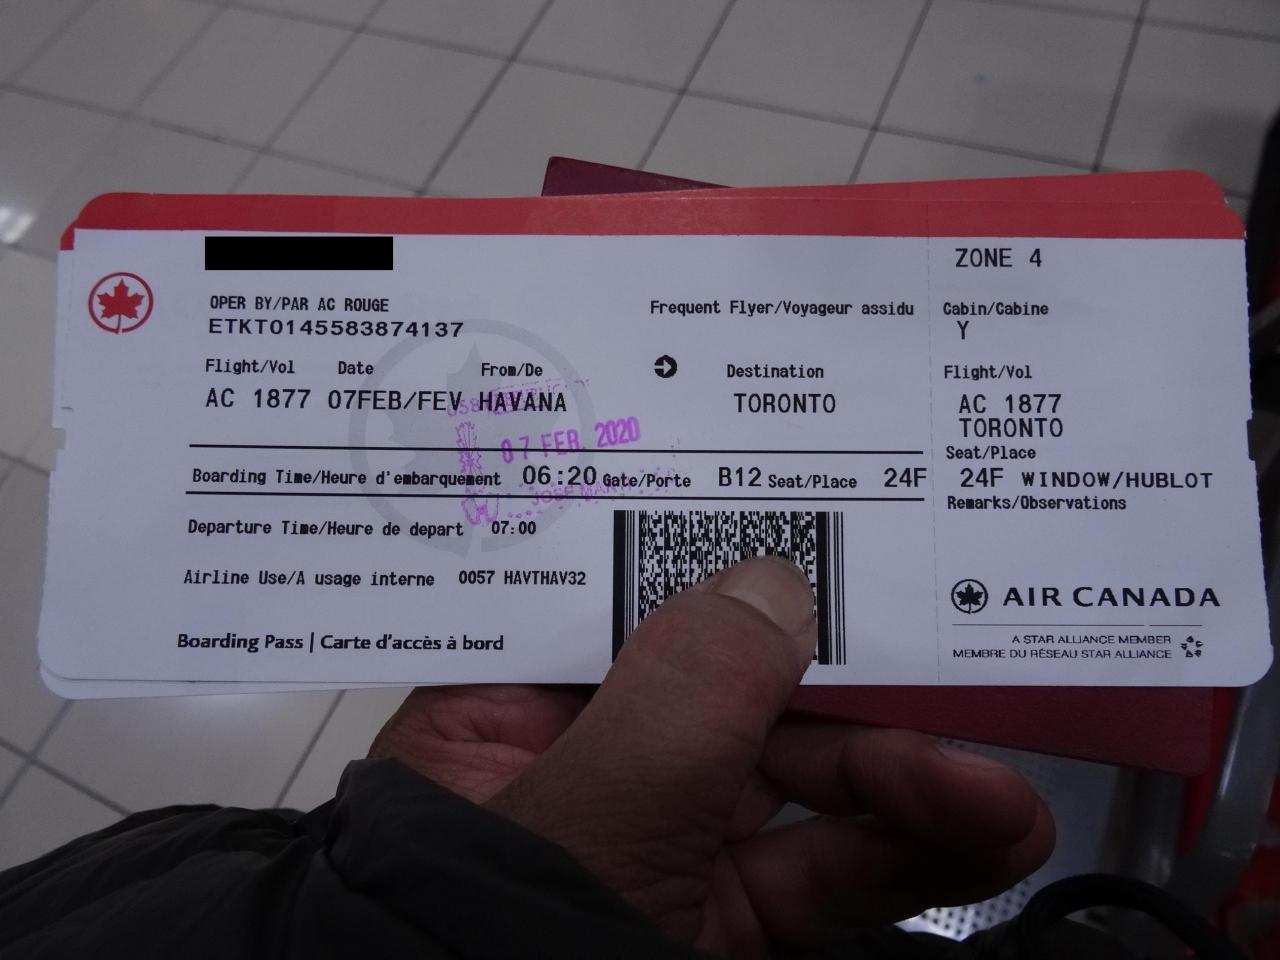 ZONE 4
OPER BY/PAR AC ROUGE
ETKT0145583874137
Frequent Flyer/Voyageur assidu
Cabin/Cabine
Y
Flight/Vol Date From/De Destination
AC 1877 07FEB/FEV HAVANA TORONTO
Flight/Vol
AC 1877
TORONTO
07 FEB. 2020
JOSE MARTI
Boarding Time/Heure d'embarquement 06:20 Gate/Porte B12 Seat/Place 24F
Seat/Place
24F WINDOW/HUBLOT
Remarks/Observations
Departure Time/Heure de depart 07:00
Airline Use/A usage interne 0057 HAVTHAV32
Boarding Pass | Carte d'accès à bord
AIR CANADA
A STAR ALLIANCE MEMBER
MEMBRE DU RÉSEAU STAR ALLIANCE